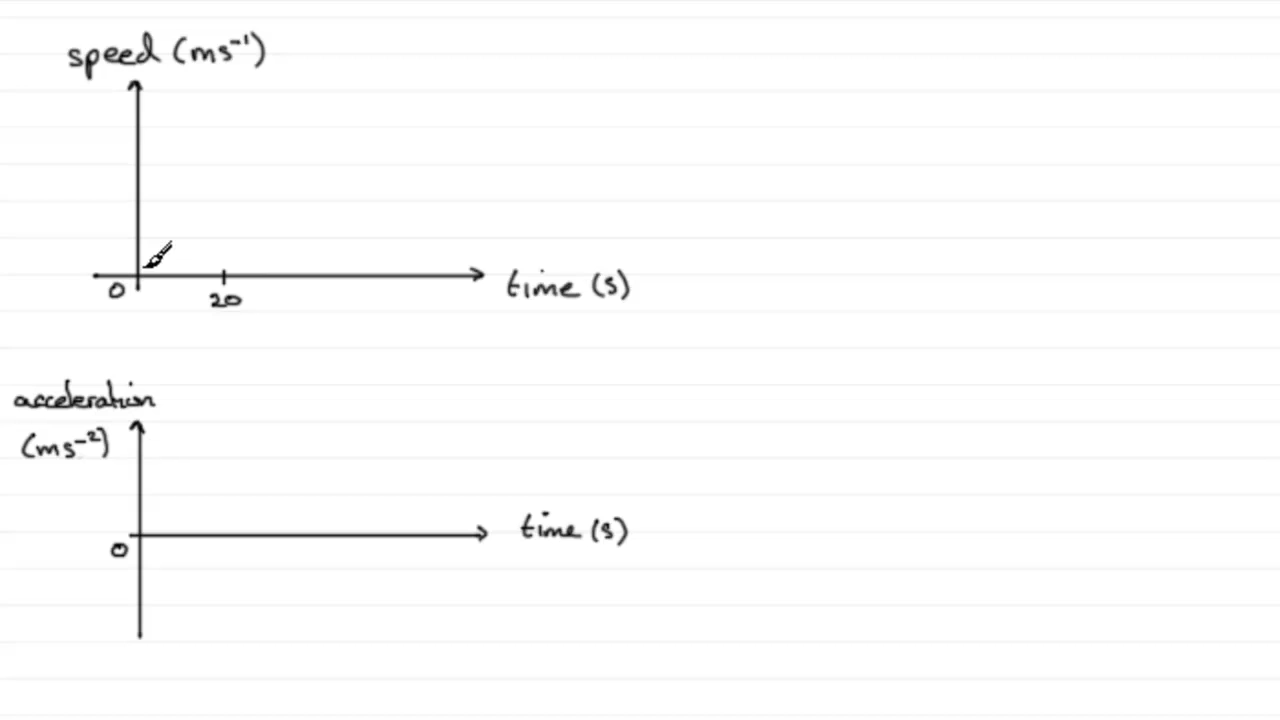 speed (ms⁻¹)
0
20
time (s)
acceleration
(ms⁻²)
0
time (s)